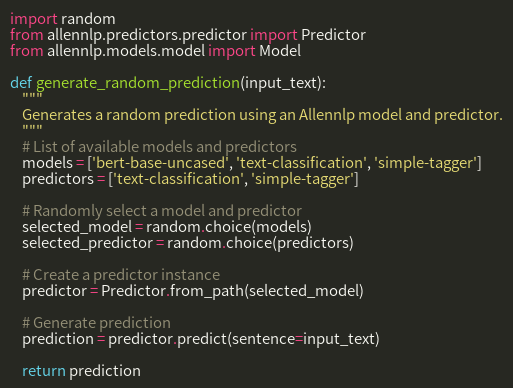 import random
from allennlp.predictors.predictor import Predictor
from allennlp.models.model import Model

def generate_random_prediction(input_text):
    """
    Generates a random prediction using an Allennlp model and predictor.
    """
    # List of available models and predictors
    models = ['bert-base-uncased', 'text-classification', 'simple-tagger']
    predictors = ['text-classification', 'simple-tagger']

    # Randomly select a model and predictor
    selected_model = random.choice(models)
    selected_predictor = random.choice(predictors)

    # Create a predictor instance
    predictor = Predictor.from_path(selected_model)

    # Generate prediction
    prediction = predictor.predict(sentence=input_text)

    return prediction